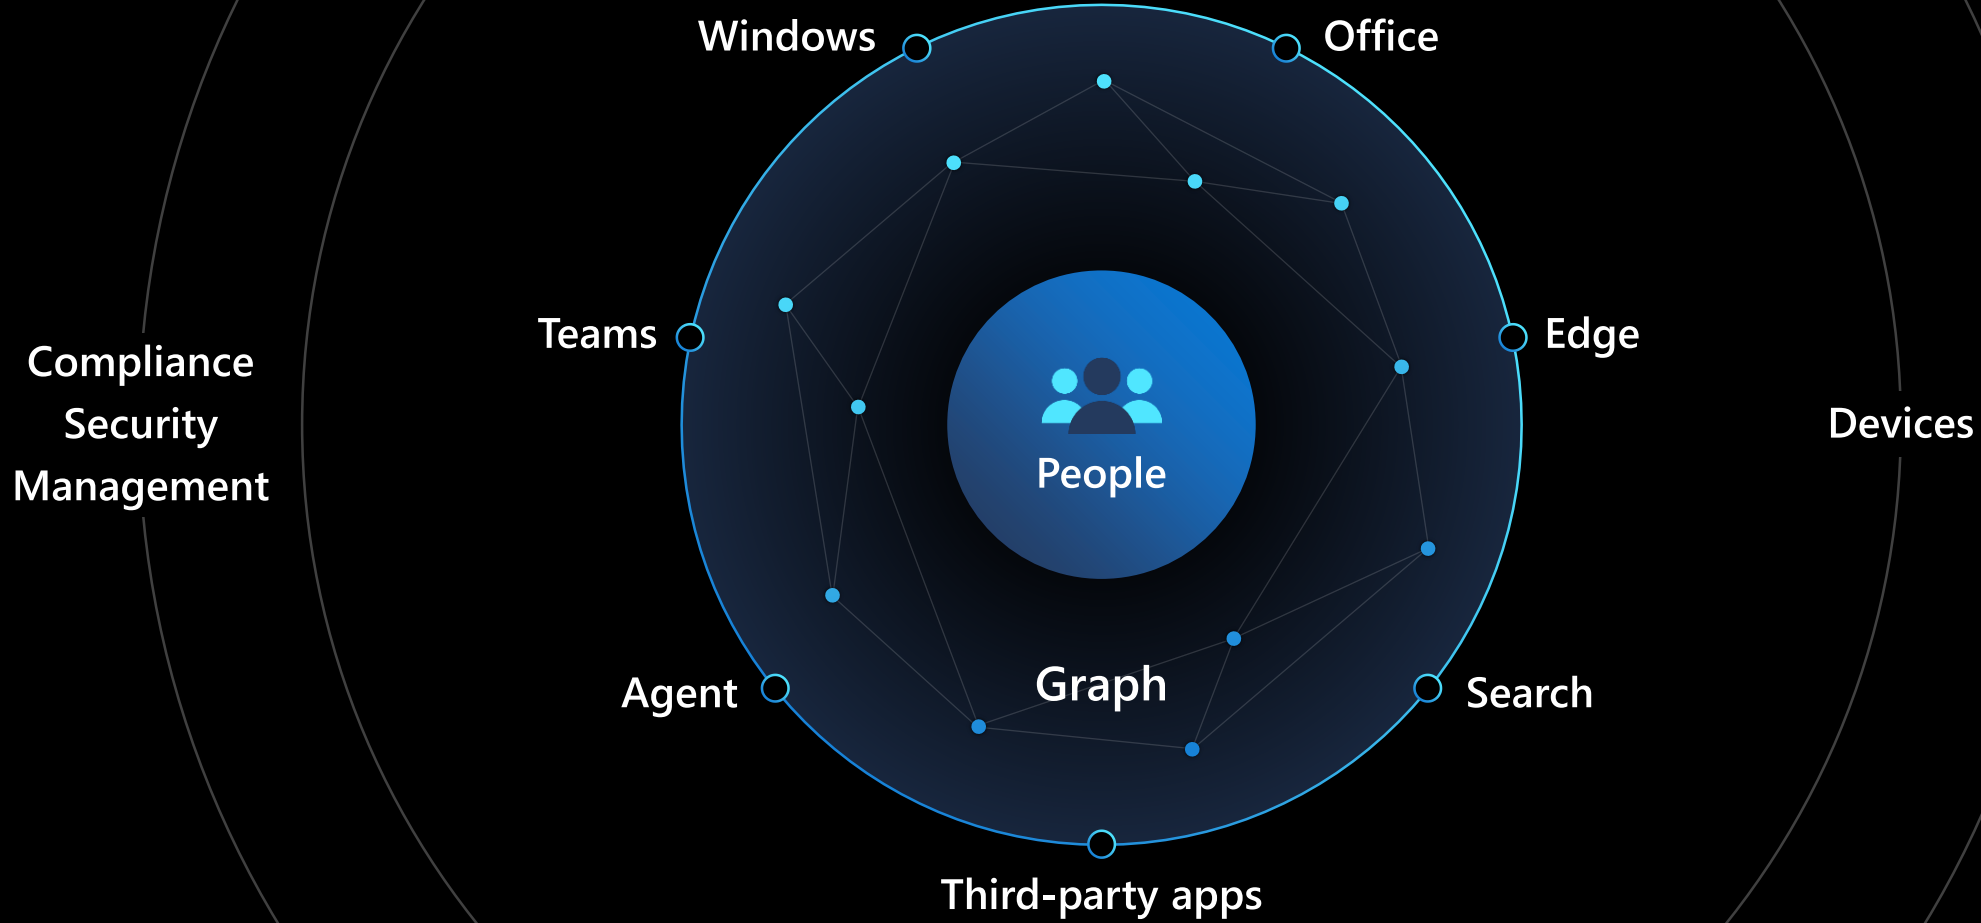 Windows
Office
Teams
Edge
Compliance
Security
Management
Devices
People
Graph
Agent
Search
Third-party apps